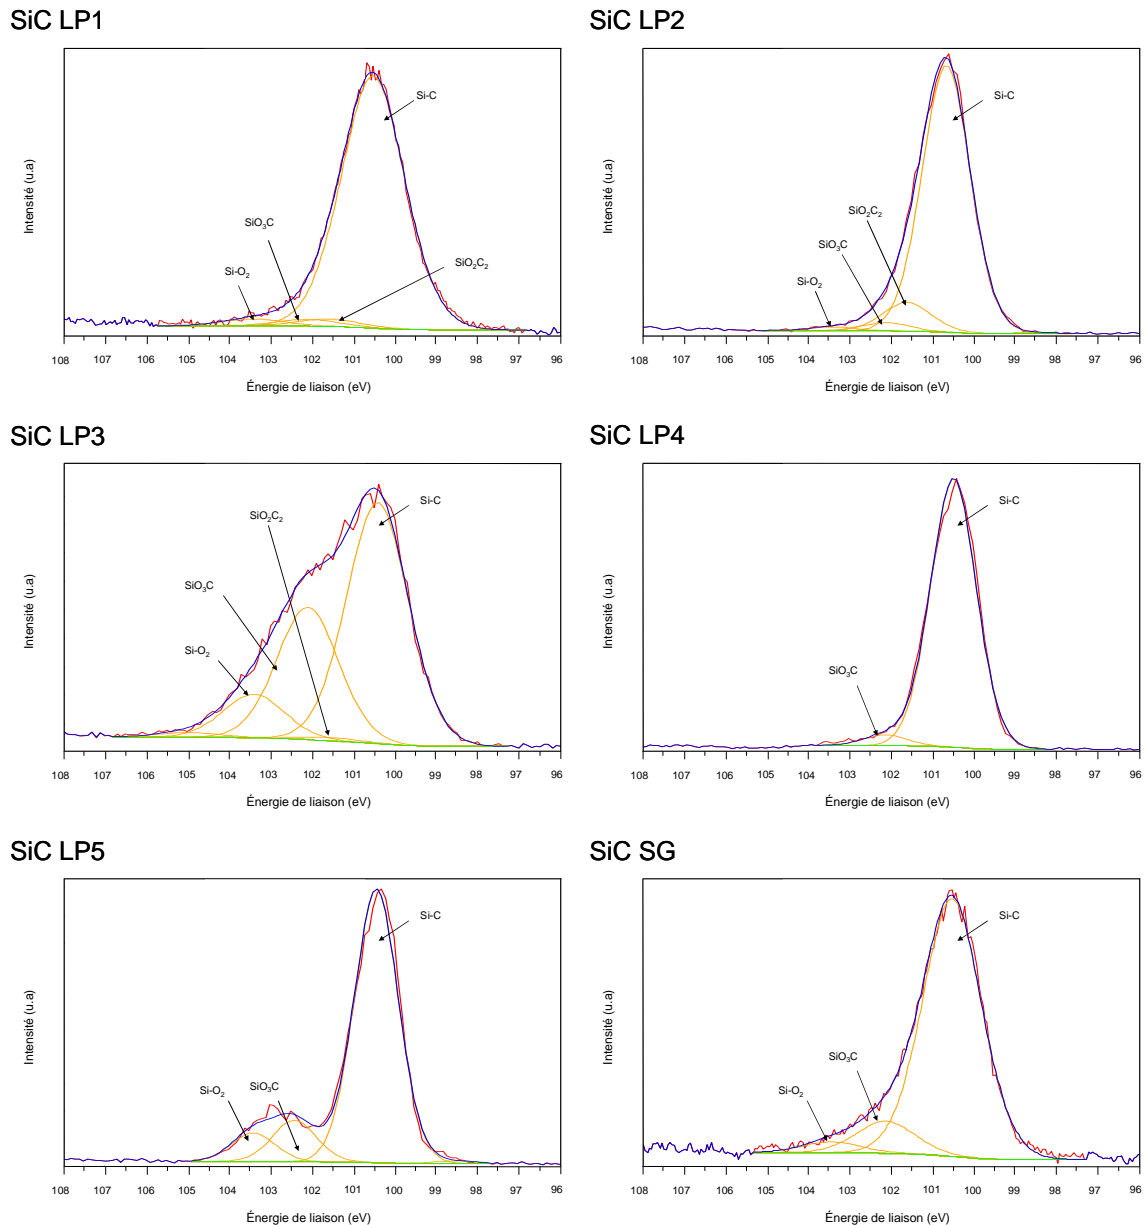 SiC LP1
SiC LP2
Intensité (u.a)
Si-C
SiO₃C
Si-O₂
SiO₂C₂
108 107 106 105 104 103 102 101 100 99 98 97 96
Énergie de liaison (eV)
Intensité (u.a)
Si-C
SiO₂C₂
SiO₃C
Si-O₂
108 107 106 105 104 103 102 101 100 99 98 97 96
Énergie de liaison (eV)
SiC LP3
SiC LP4
Intensité (u.a)
Si-C
SiO₂C₂
SiO₃C
Si-O₂
108 107 106 105 104 103 102 101 100 99 98 97 96
Énergie de liaison (eV)
Intensité (u.a)
Si-C
SiO₃C
108 107 106 105 104 103 102 101 100 99 98 97 96
Énergie de liaison (eV)
SiC LP5
SiC SG
Intensité (u.a)
Si-C
Si-O₂
SiO₃C
108 107 106 105 104 103 102 101 100 99 98 97 96
Énergie de liaison (eV)
Intensité (u.a)
Si-C
SiO₃C
Si-O₂
108 107 106 105 104 103 102 101 100 99 98 97 96
Énergie de liaison (eV)